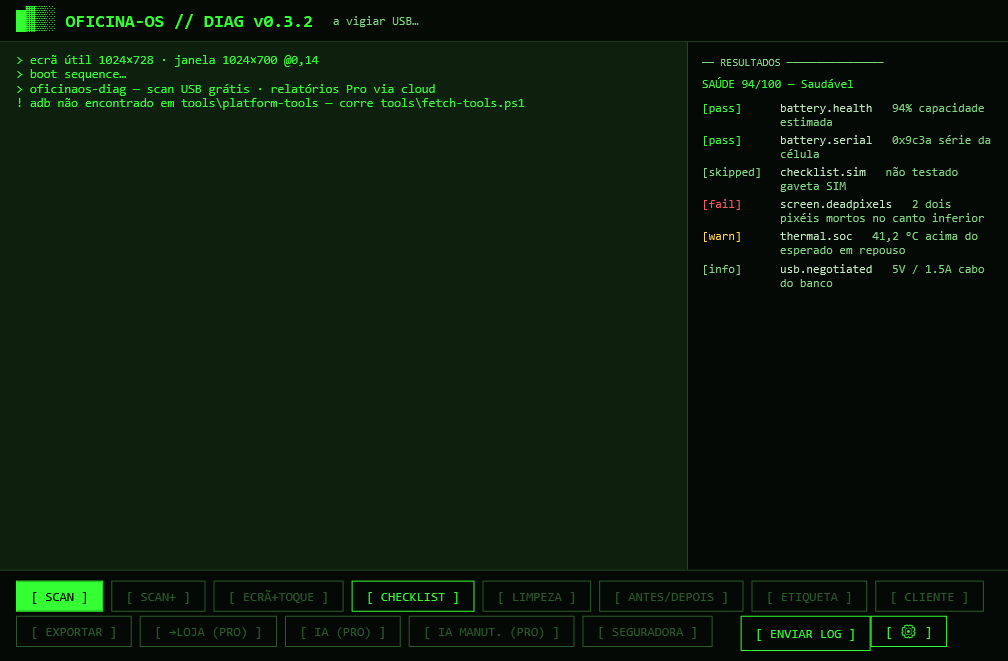 OFICINA-OS // DIAG v0.3.2 a vigiar USB…
> ecrã útil 1024×728 · janela 1024×700 @0,14
> boot sequence…
> oficinaos-diag — scan USB grátis · relatórios Pro via cloud
! adb não encontrado em tools\platform-tools — corre tools\fetch-tools.ps1
── RESULTADOS ────────────────
SAÚDE 94/100 — Saudável
[pass] battery.health 94% capacidade
estimada
[pass] battery.serial 0x9c3a série da
célula
[skipped] checklist.sim não testado
gaveta SIM
[fail] screen.deadpixels 2 dois
pixéis mortos no canto inferior
[warn] thermal.soc 41,2 °C acima do
esperado em repouso
[info] usb.negotiated 5V / 1.5A cabo
do banco
[ SCAN ] [ SCAN+ ] [ ECRÃ+TOQUE ] [ CHECKLIST ] [ LIMPEZA ] [ ANTES/DEPOIS ] [ ETIQUETA ] [ CLIENTE ]
[ EXPORTAR ] [ →LOJA (PRO) ] [ IA (PRO) ] [ IA MANUT. (PRO) ] [ SEGURADORA ] [ ENVIAR LOG ] [ ⚙ ]